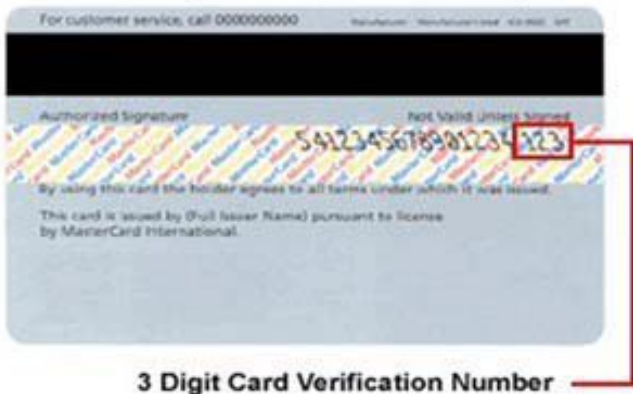 For customer service, call 0000000000
Authorized Signature Not Valid Unless Signed
5412345678901234 123
By using this card the holder agrees to all terms under which it was issued.
This card is issued by (Full Issuer Name) pursuant to license
by MasterCard International.
3 Digit Card Verification Number